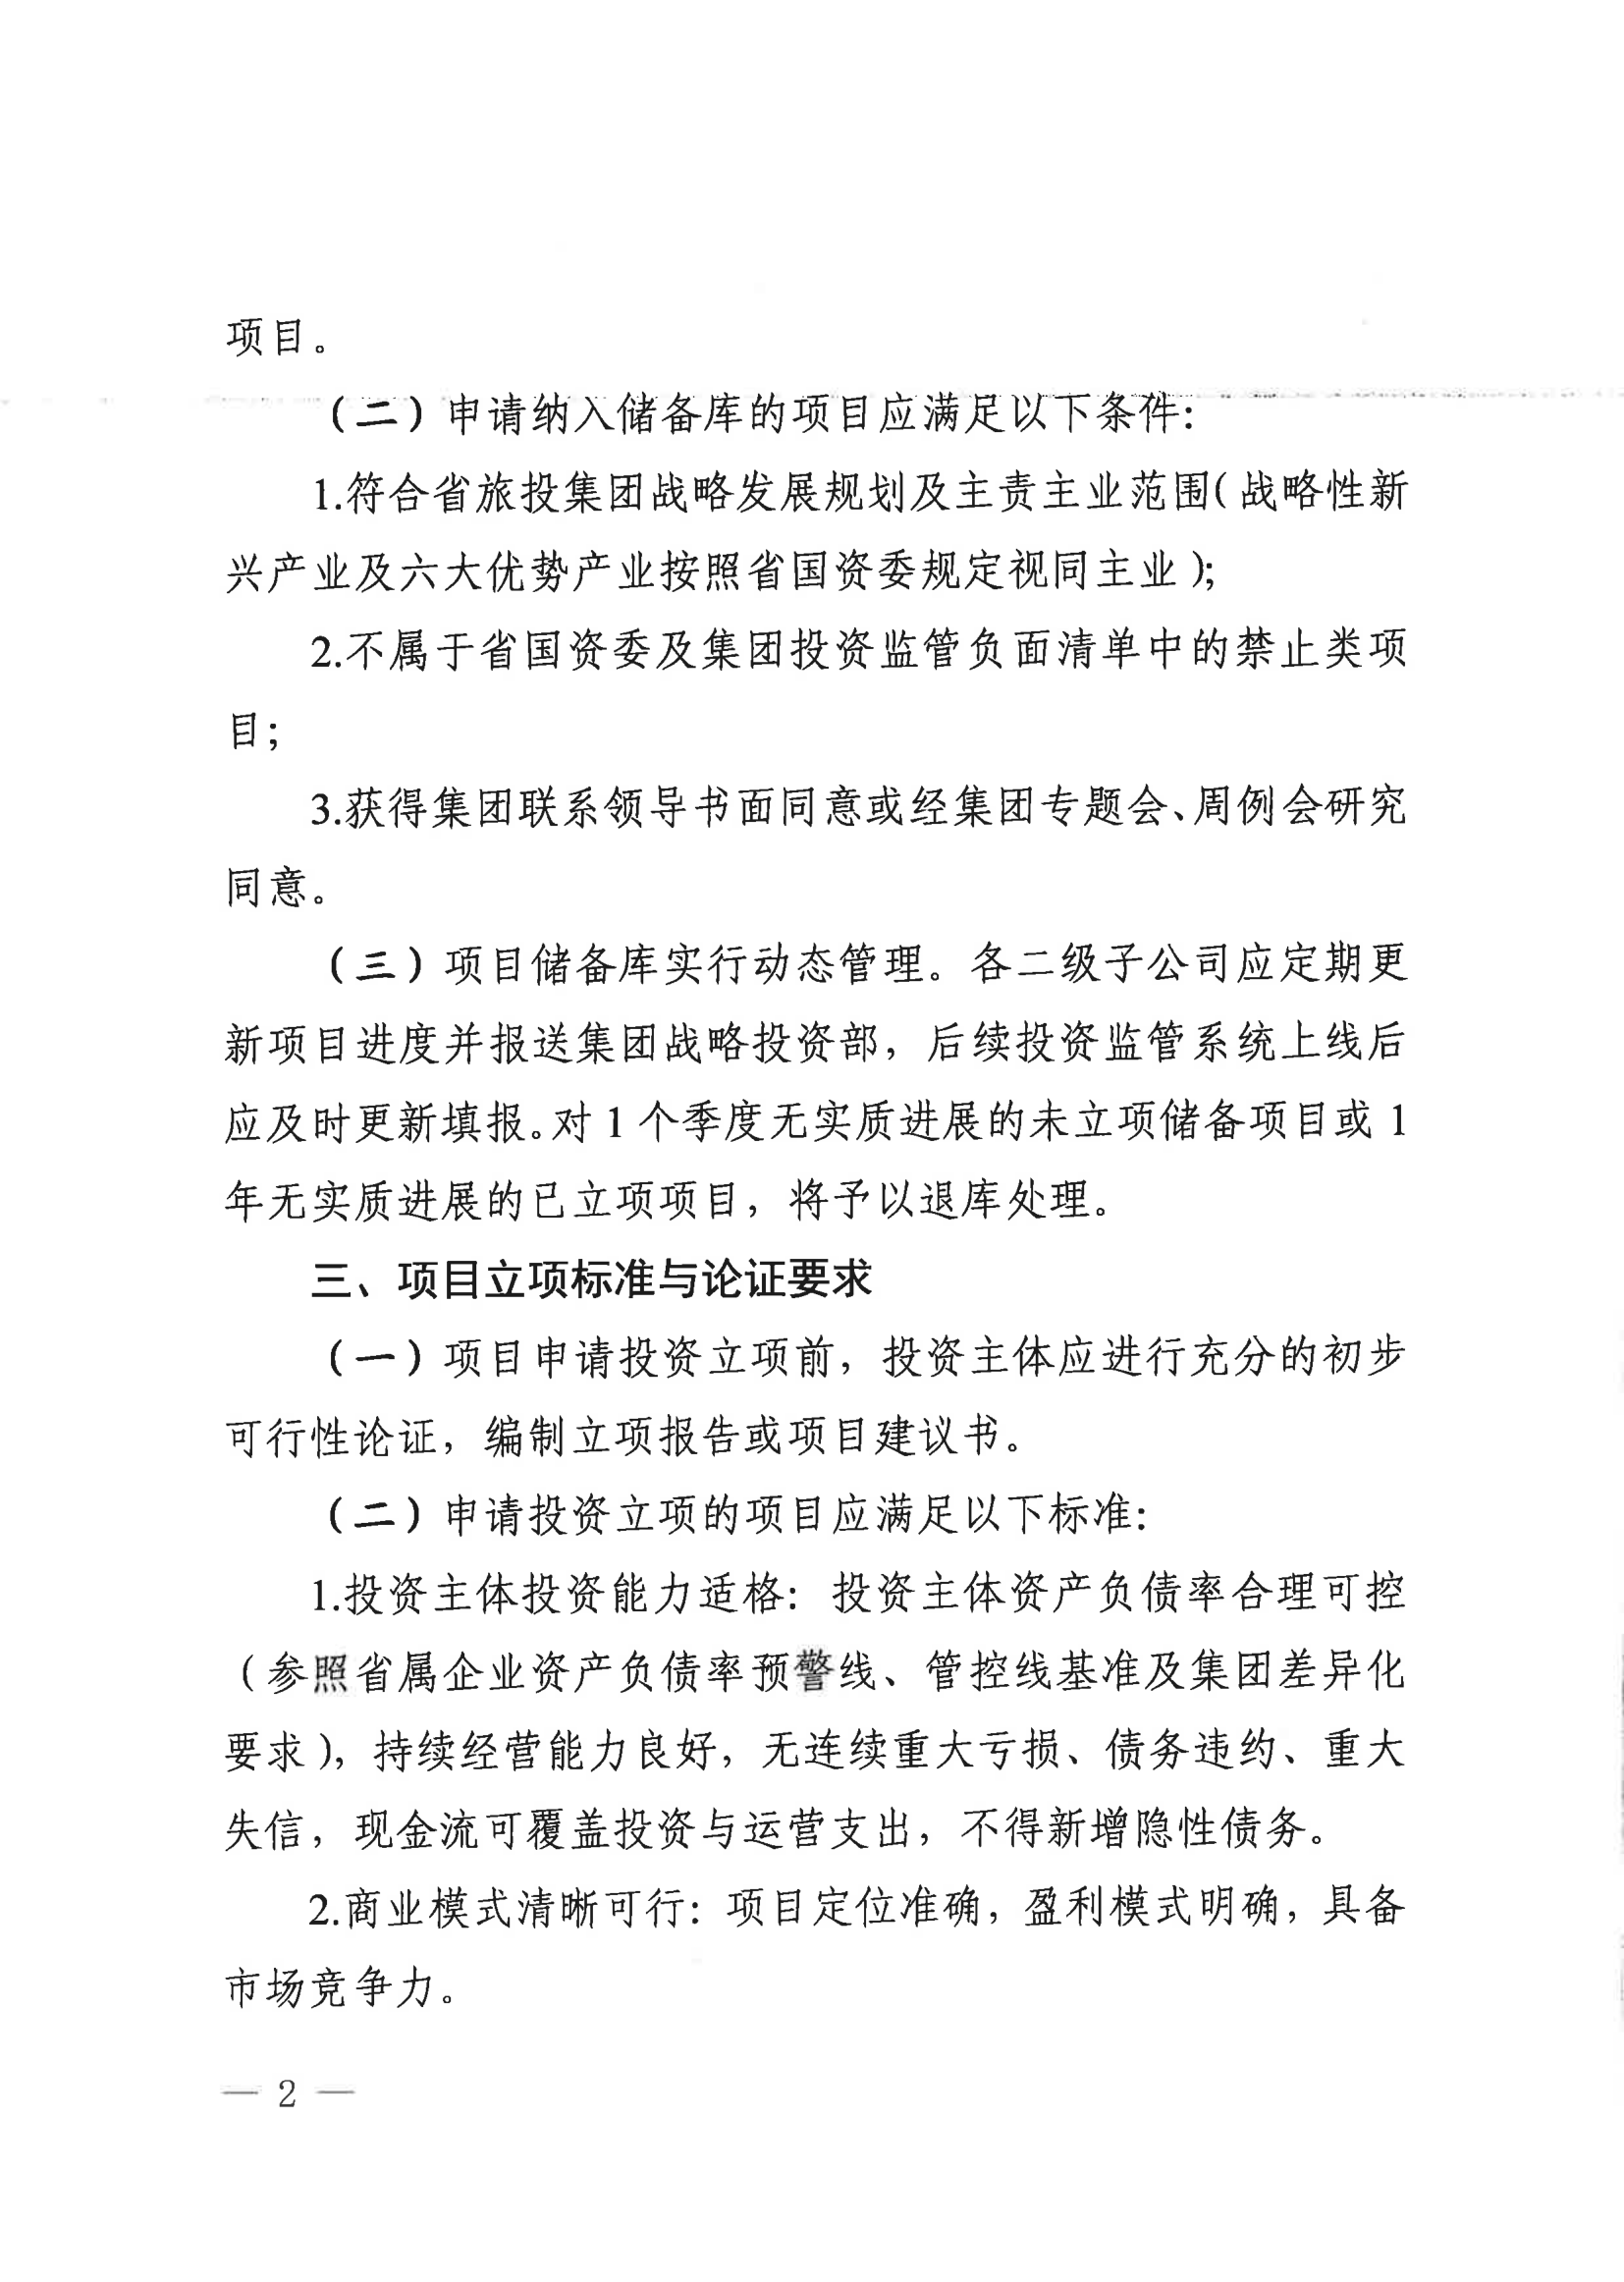 项目。
（二）申请纳入储备库的项目应满足以下条件：
1.符合省旅投集团战略发展规划及主责主业范围（战略性新
兴产业及六大优势产业按照省国资委规定视同主业）；
2.不属于省国资委及集团投资监管负面清单中的禁止类项
目；
3.获得集团联系领导书面同意或经集团专题会、周例会研究
同意。
（三）项目储备库实行动态管理。各二级子公司应定期更
新项目进度并报送集团战略投资部，后续投资监管系统上线后
应及时更新填报。对 1 个季度无实质进展的未立项储备项目或 1
年无实质进展的已立项项目，将予以退库处理。
三、项目立项标准与论证要求
（一）项目申请投资立项前，投资主体应进行充分的初步
可行性论证，编制立项报告或项目建议书。
（二）申请投资立项的项目应满足以下标准：
1.投资主体投资能力适格：投资主体资产负债率合理可控
（参照省属企业资产负债率预警线、管控线基准及集团差异化
要求），持续经营能力良好，无连续重大亏损、债务违约、重大
失信，现金流可覆盖投资与运营支出，不得新增隐性债务。
2.商业模式清晰可行：项目定位准确，盈利模式明确，具备
市场竞争力。
— 2 —